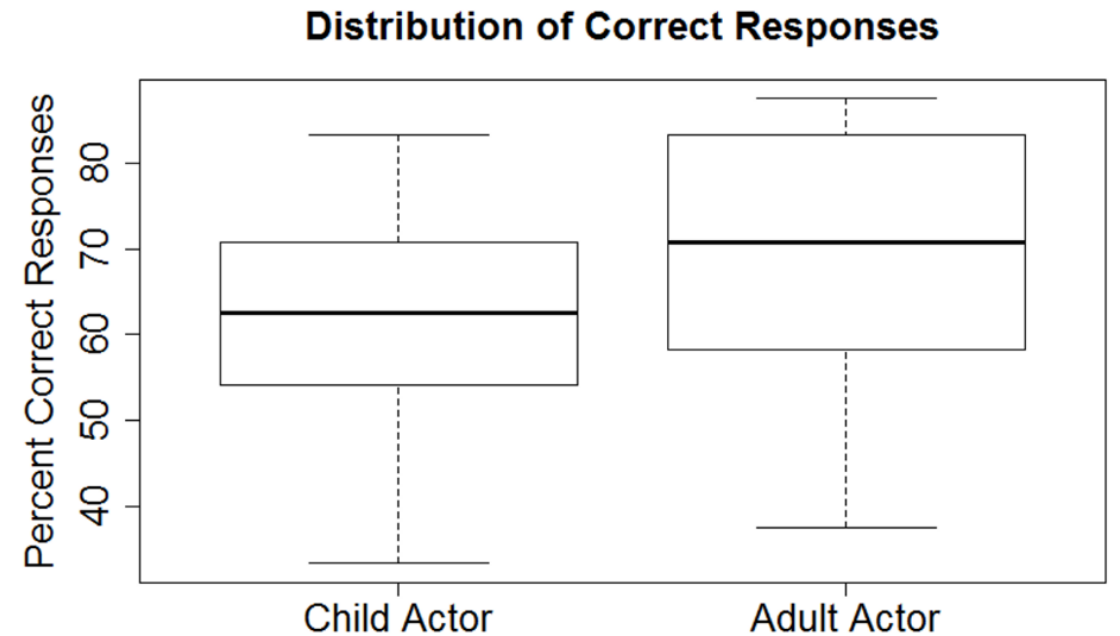 Distribution of Correct Responses
Percent Correct Responses
80
70
60
50
40
Child Actor
Adult Actor